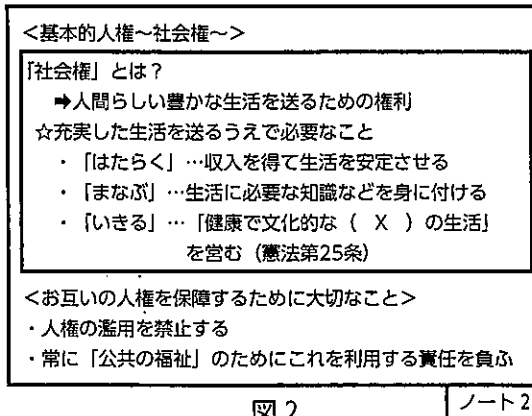 ＜基本的人権～社会権～＞
「社会権」とは？
➡人間らしい豊かな生活を送るための権利
☆充実した生活を送るうえで必要なこと
・「はたらく」…収入を得て生活を安定させる
・「まなぶ」…生活に必要な知識などを身に付ける
・「いきる」…「健康で文化的な（ X ）の生活」
を営む（憲法第25条）
＜お互いの人権を保障するために大切なこと＞
・人権の濫用を禁止する
・常に「公共の福祉」のためにこれを利用する責任を負ふ
図2
ノート2